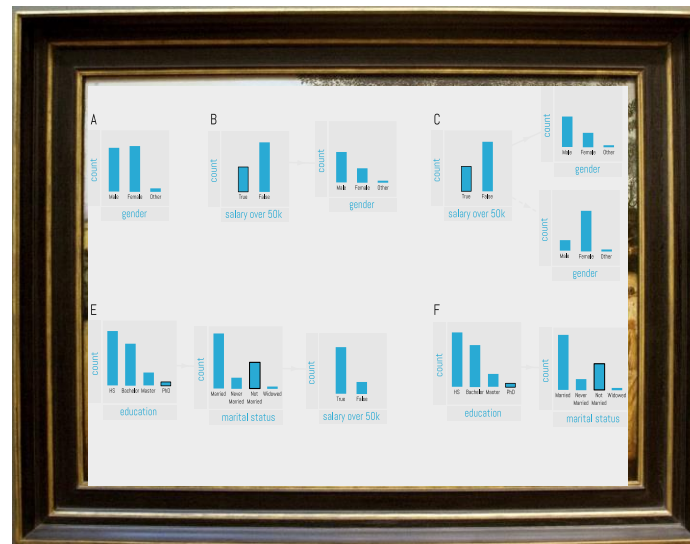 A
count
Male Female Other
gender
B
count
True False
salary over 50k
count
Male Female Other
gender
C
count
True False
salary over 50k
count
Male Female Other
gender
count
Male Female Other
gender
E
count
HS Bachelor Master PhD
education
count
Married Never Not Widowed
Married Married
marital status
count
True False
salary over 50k
F
count
HS Bachelor Master PhD
education
count
Married Never Not Widowed
Married Married
marital status